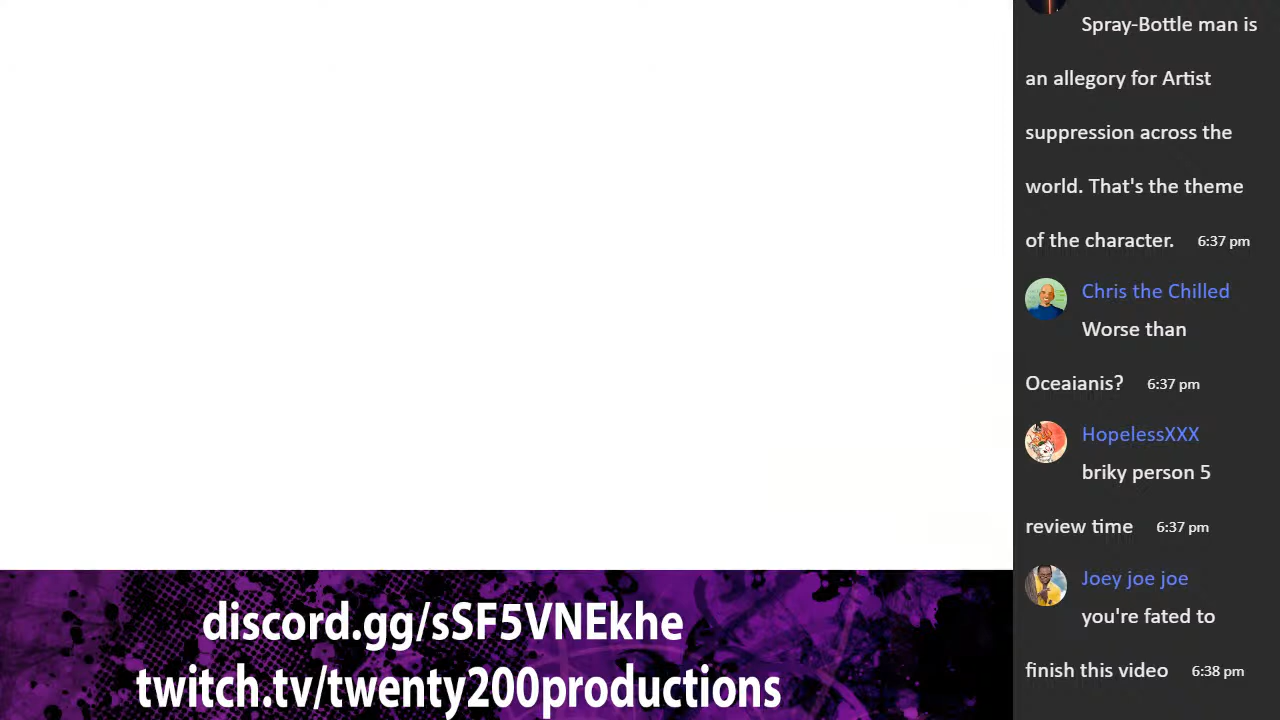 Spray-Bottle man is
an allegory for Artist
suppression across the
world. That's the theme
of the character. 6:37 pm
Chris the Chilled
Worse than
Oceaianis? 6:37 pm
HopelessXXX
briky person 5
review time 6:37 pm
Joey joe joe
you're fated to
finish this video 6:38 pm
discord.gg/sSF5VNEkhe
twitch.tv/twenty200productions